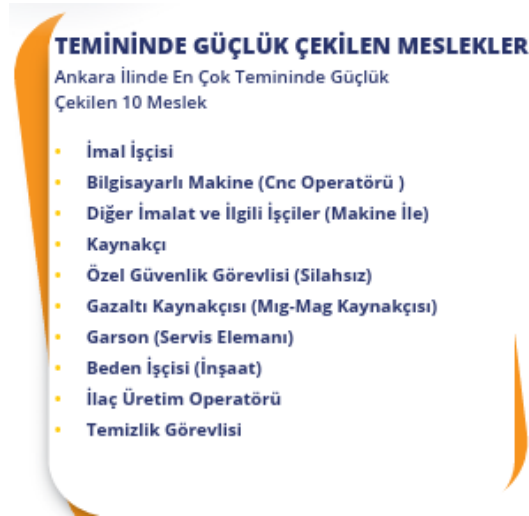 TEMİNİNDE GÜÇLÜK ÇEKİLEN MESLEKLER
Ankara İlinde En Çok Temininde Güçlük
Çekilen 10 Meslek
• İmal İşçisi
• Bilgisayarlı Makine (Cnc Operatörü )
• Diğer İmalat ve İlgili İşçiler (Makine İle)
• Kaynakçı
• Özel Güvenlik Görevlisi (Silahsız)
• Gazaltı Kaynakçısı (Mıg-Mag Kaynakçısı)
• Garson (Servis Elemanı)
• Beden İşçisi (İnşaat)
• İlaç Üretim Operatörü
• Temizlik Görevlisi